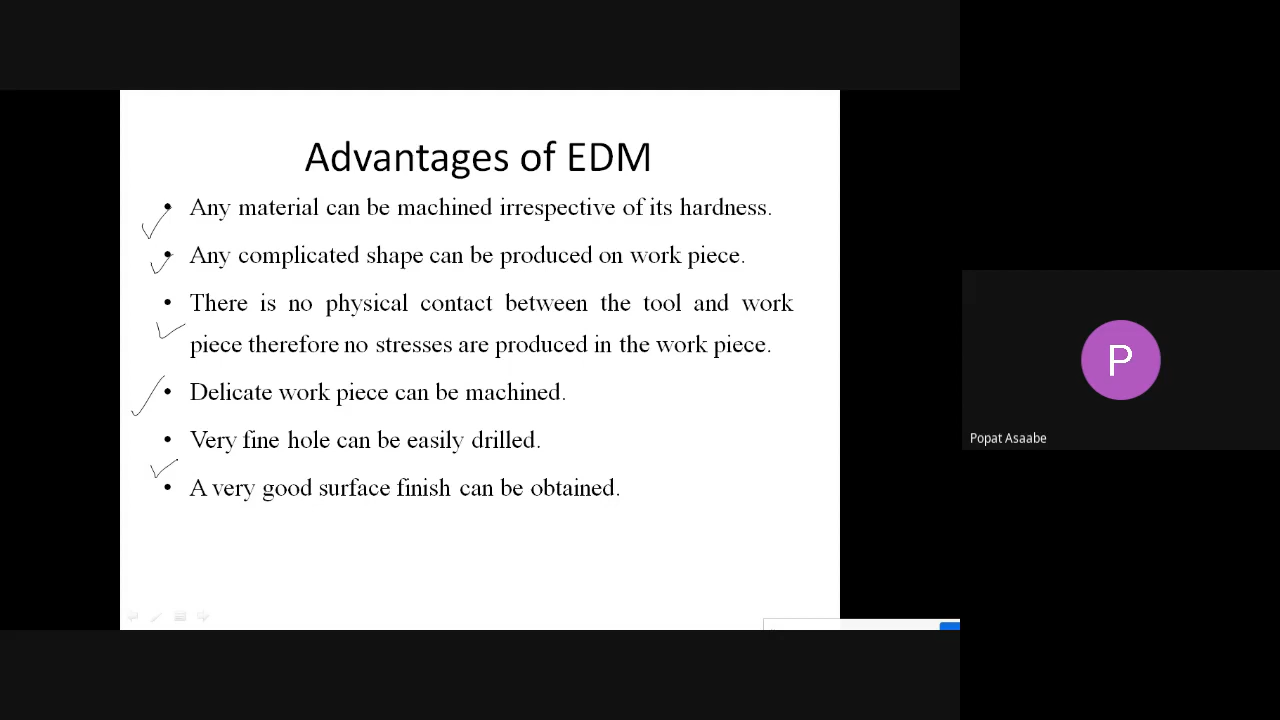 Advantages of EDM
• Any material can be machined irrespective of its hardness.
• Any complicated shape can be produced on work piece.
• There is no physical contact between the tool and work
piece therefore no stresses are produced in the work piece.
• Delicate work piece can be machined.
• Very fine hole can be easily drilled.
• A very good surface finish can be obtained.
P
Popat Asaabe